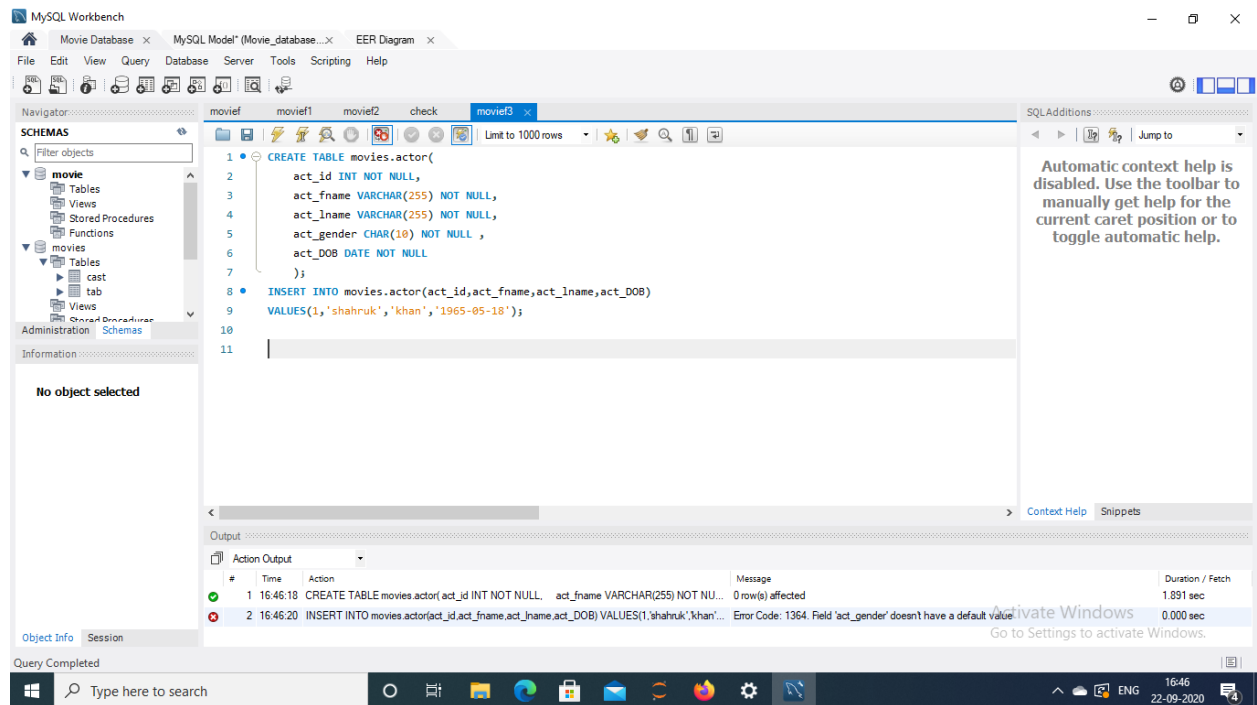 MySQL Workbench
Movie Database
MySQL Model* (Movie_database...
EER Diagram
File Edit View Query Database Server Tools Scripting Help
Navigator
SCHEMAS
Filter objects
movie
Tables
Views
Stored Procedures
Functions
movies
Tables
cast
tab
Views
Stored Procedures
Administration Schemas
Information
No object selected
Object Info Session
movief movief1 movief2 check movief3
Limit to 1000 rows
1 CREATE TABLE movies.actor(
2 act_id INT NOT NULL,
3 act_fname VARCHAR(255) NOT NULL,
4 act_lname VARCHAR(255) NOT NULL,
5 act_gender CHAR(10) NOT NULL ,
6 act_DOB DATE NOT NULL
7 );
8 INSERT INTO movies.actor(act_id,act_fname,act_lname,act_DOB)
9 VALUES(1,'shahruk','khan','1965-05-18');
10
11
SQLAdditions
Jump to
Automatic context help is
disabled. Use the toolbar to
manually get help for the
current caret position or to
toggle automatic help.
Context Help Snippets
Output
Action Output
# Time Action Message Duration / Fetch
1 16:46:18 CREATE TABLE movies.actor( act_id INT NOT NULL, act_fname VARCHAR(255) NOT NU... 0 row(s) affected 1.891 sec
2 16:46:20 INSERT INTO movies.actor(act_id,act_fname,act_lname,act_DOB) VALUES(1,'shahruk','khan'... Error Code: 1364. Field 'act_gender' doesn't have a default value 0.000 sec
Activate Windows
Go to Settings to activate Windows.
Query Completed
Type here to search
ENG
16:46
22-09-2020
4